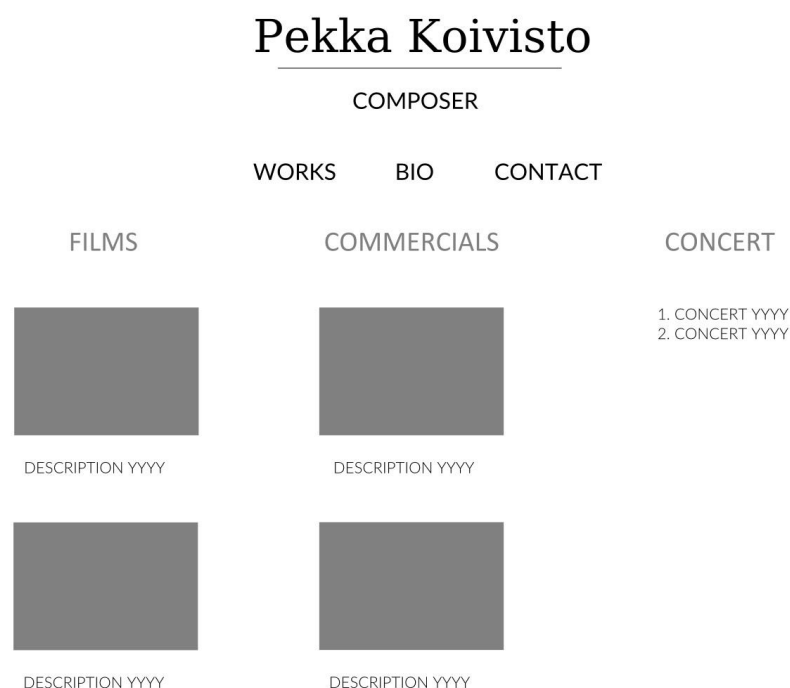 Pekka Koivisto
COMPOSER
WORKS BIO CONTACT
FILMS COMMERCIALS CONCERT
1. CONCERT YYYY
2. CONCERT YYYY
DESCRIPTION YYYY DESCRIPTION YYYY
DESCRIPTION YYYY DESCRIPTION YYYY